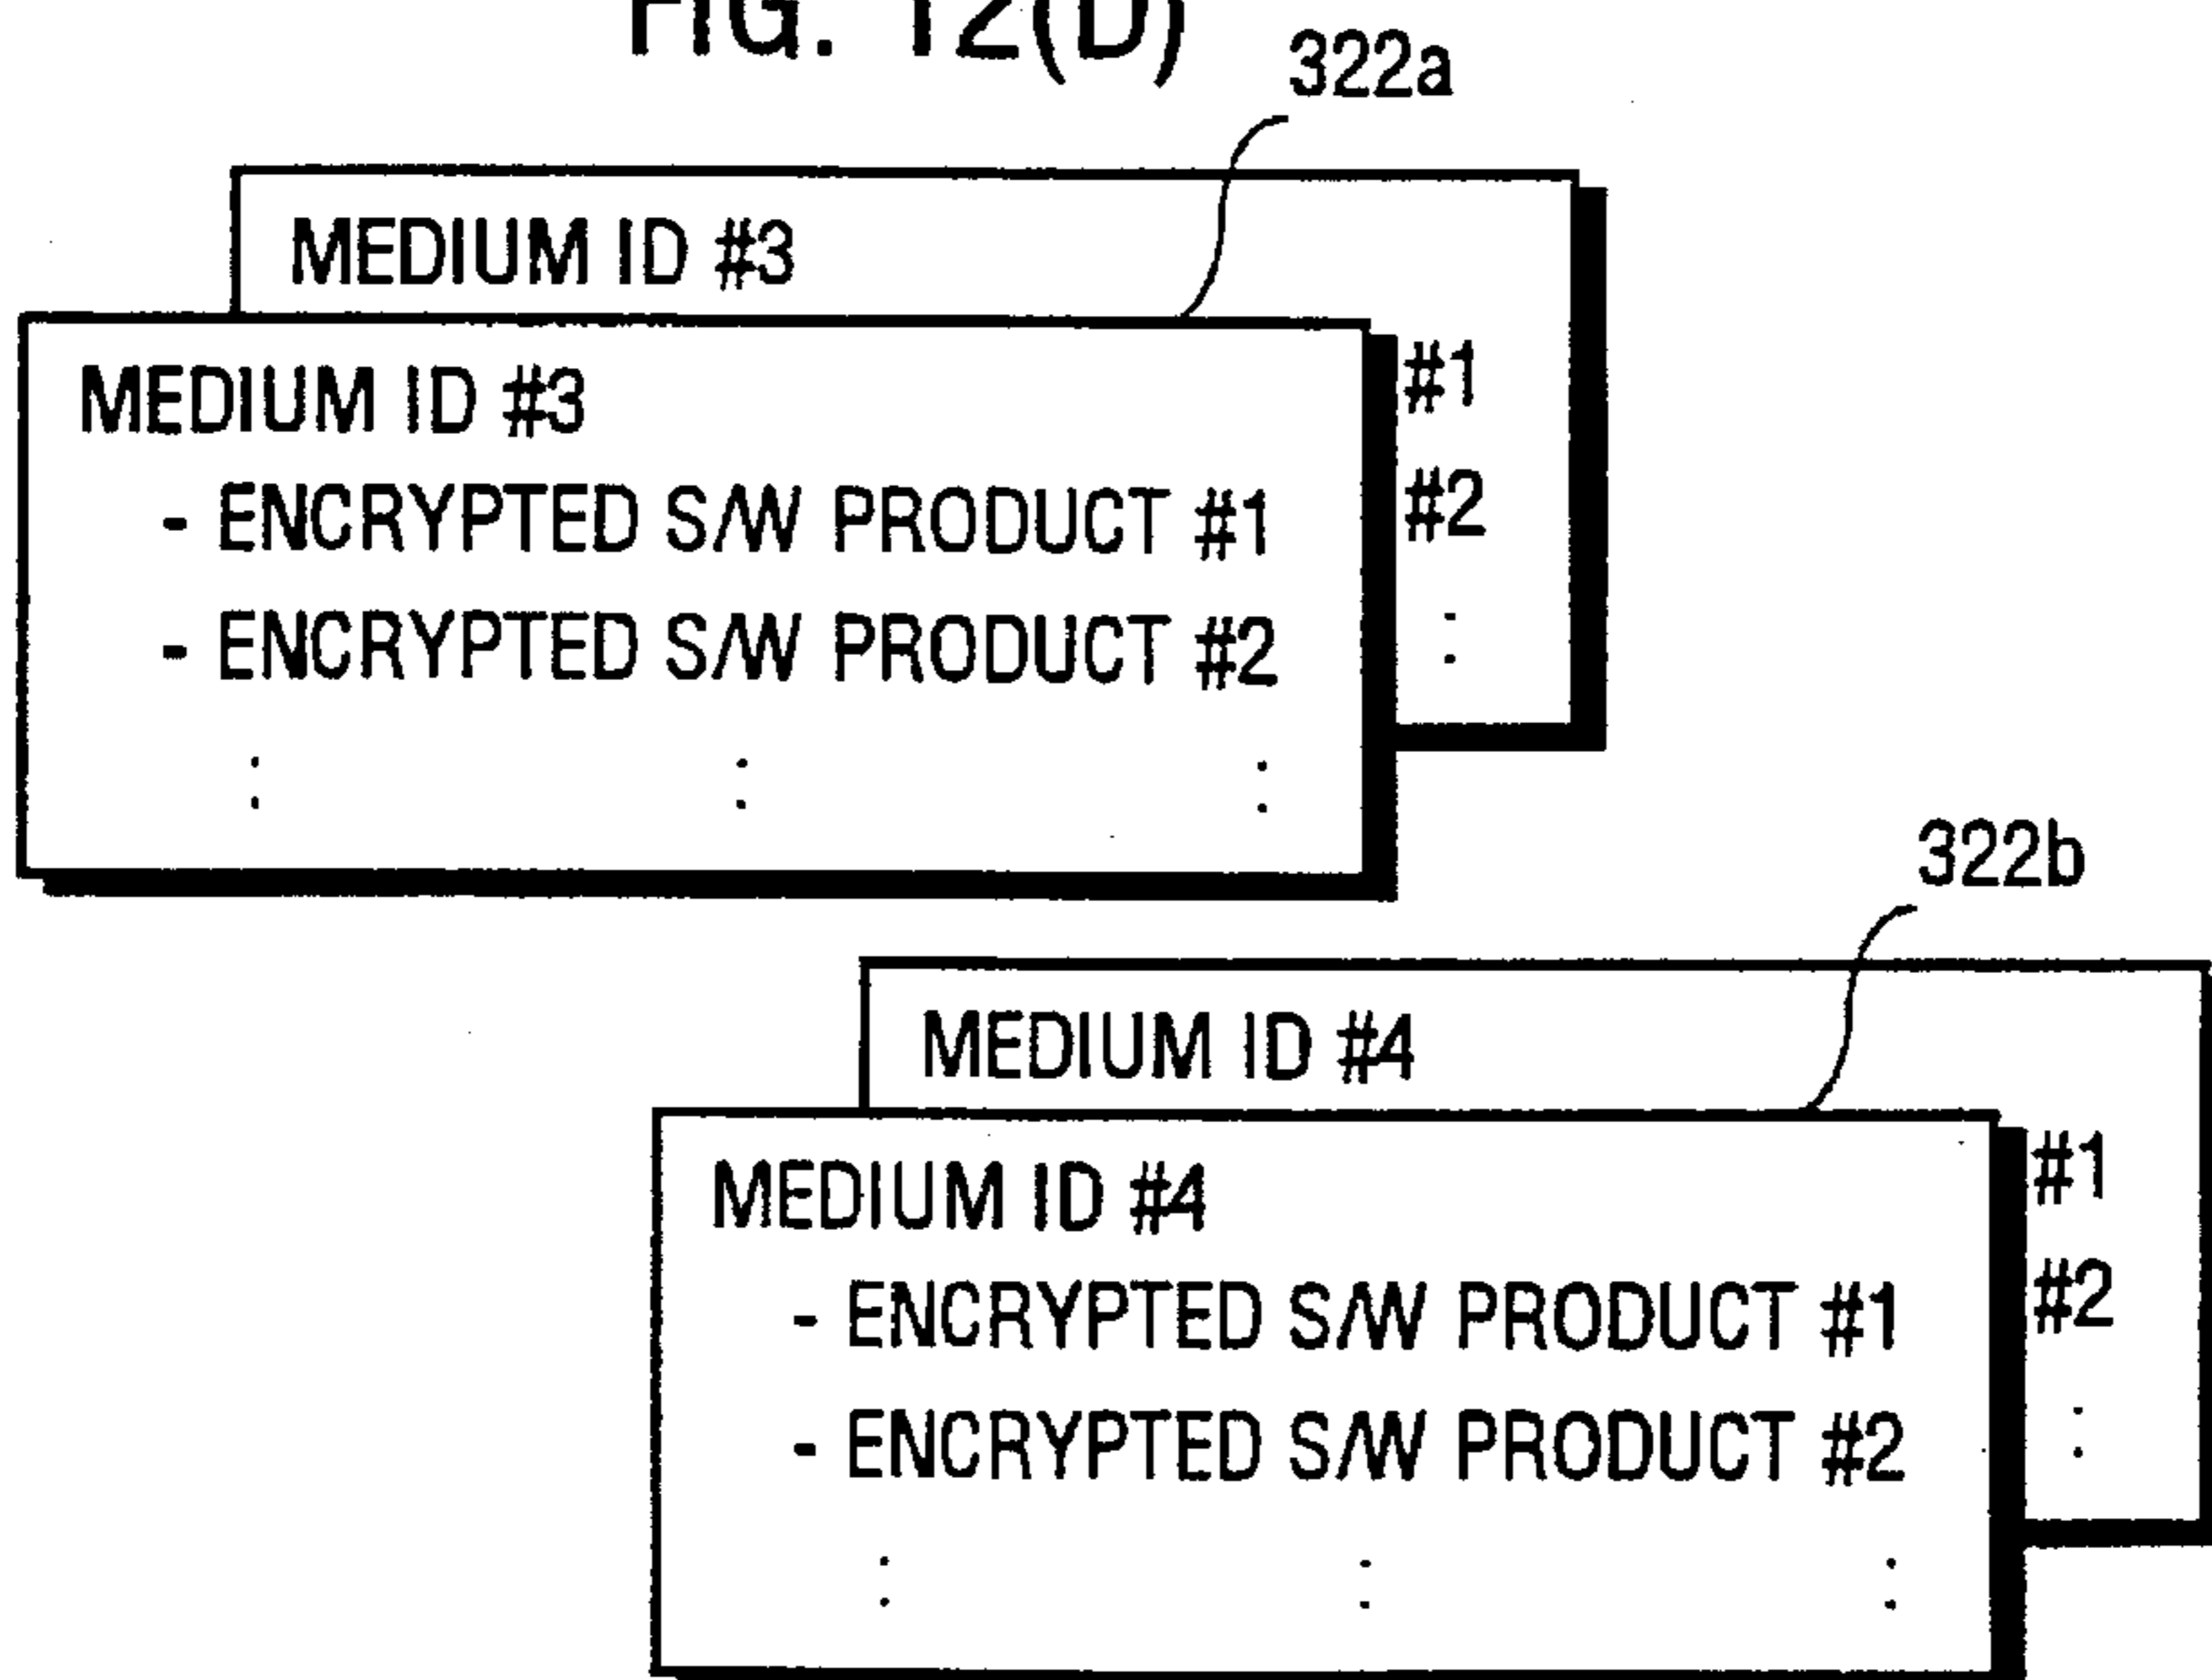 FIG. 12(D)
322a
MEDIUM ID #3
MEDIUM ID #3
#1
- ENCRYPTED S/W PRODUCT #1
#2
- ENCRYPTED S/W PRODUCT #2
:
: : :
322b
MEDIUM ID #4
MEDIUM ID #4
#1
- ENCRYPTED S/W PRODUCT #1
#2
- ENCRYPTED S/W PRODUCT #2
:
: : :